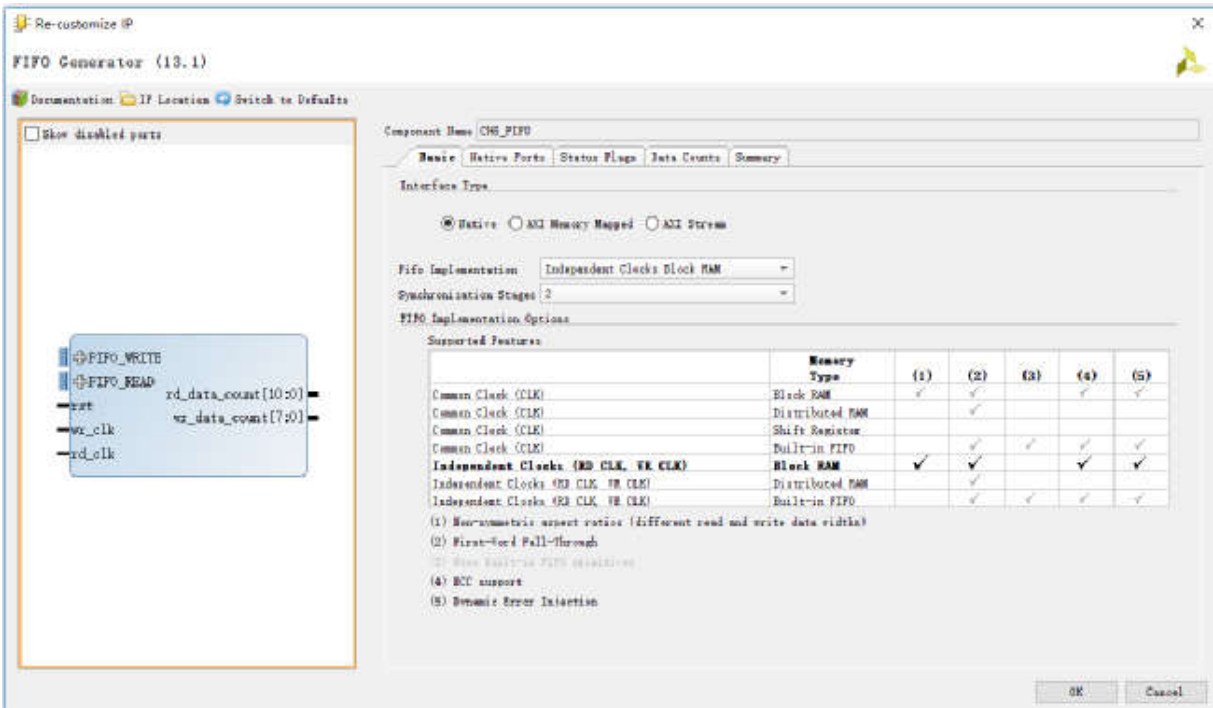 Re-customize IP
FIFO Generator (13.1)
Documentation IP Location Switch to Defaults
Show disabled ports
Component Name CH6_FIFO
Basic Native Ports Status Flags Data Counts Summary
Interface Type
Native AXI Memory Mapped AXI Stream
Fifo Implementation Independent Clocks Block RAM
Synchronization Stages 2
FIFO Implementation Options
Supported Features
Memory Type (1) (2) (3) (4) (5)
Common Clock (CLK) Block RAM ✓ ✓ ✓ ✓
Common Clock (CLK) Distributed RAM ✓
Common Clock (CLK) Shift Register
Common Clock (CLK) Built-in FIFO ✓ ✓ ✓ ✓
Independent Clocks (RD CLK, WR CLK) Block RAM ✓ ✓ ✓ ✓
Independent Clocks (RD CLK, WR CLK) Distributed RAM ✓
Independent Clocks (RD CLK, WR CLK) Built-in FIFO ✓ ✓ ✓ ✓
(1) Non-symmetric aspect ratios (different read and write data widths)
(2) First-Word Fall-Through
(3) Uses Built-in FIFO primitives
(4) ECC support
(5) Dynamic Error Injection
FIFO_WRITE
FIFO_READ
rd_data_count[10:0]
rst
wr_data_count[7:0]
wr_clk
rd_clk
OK Cancel